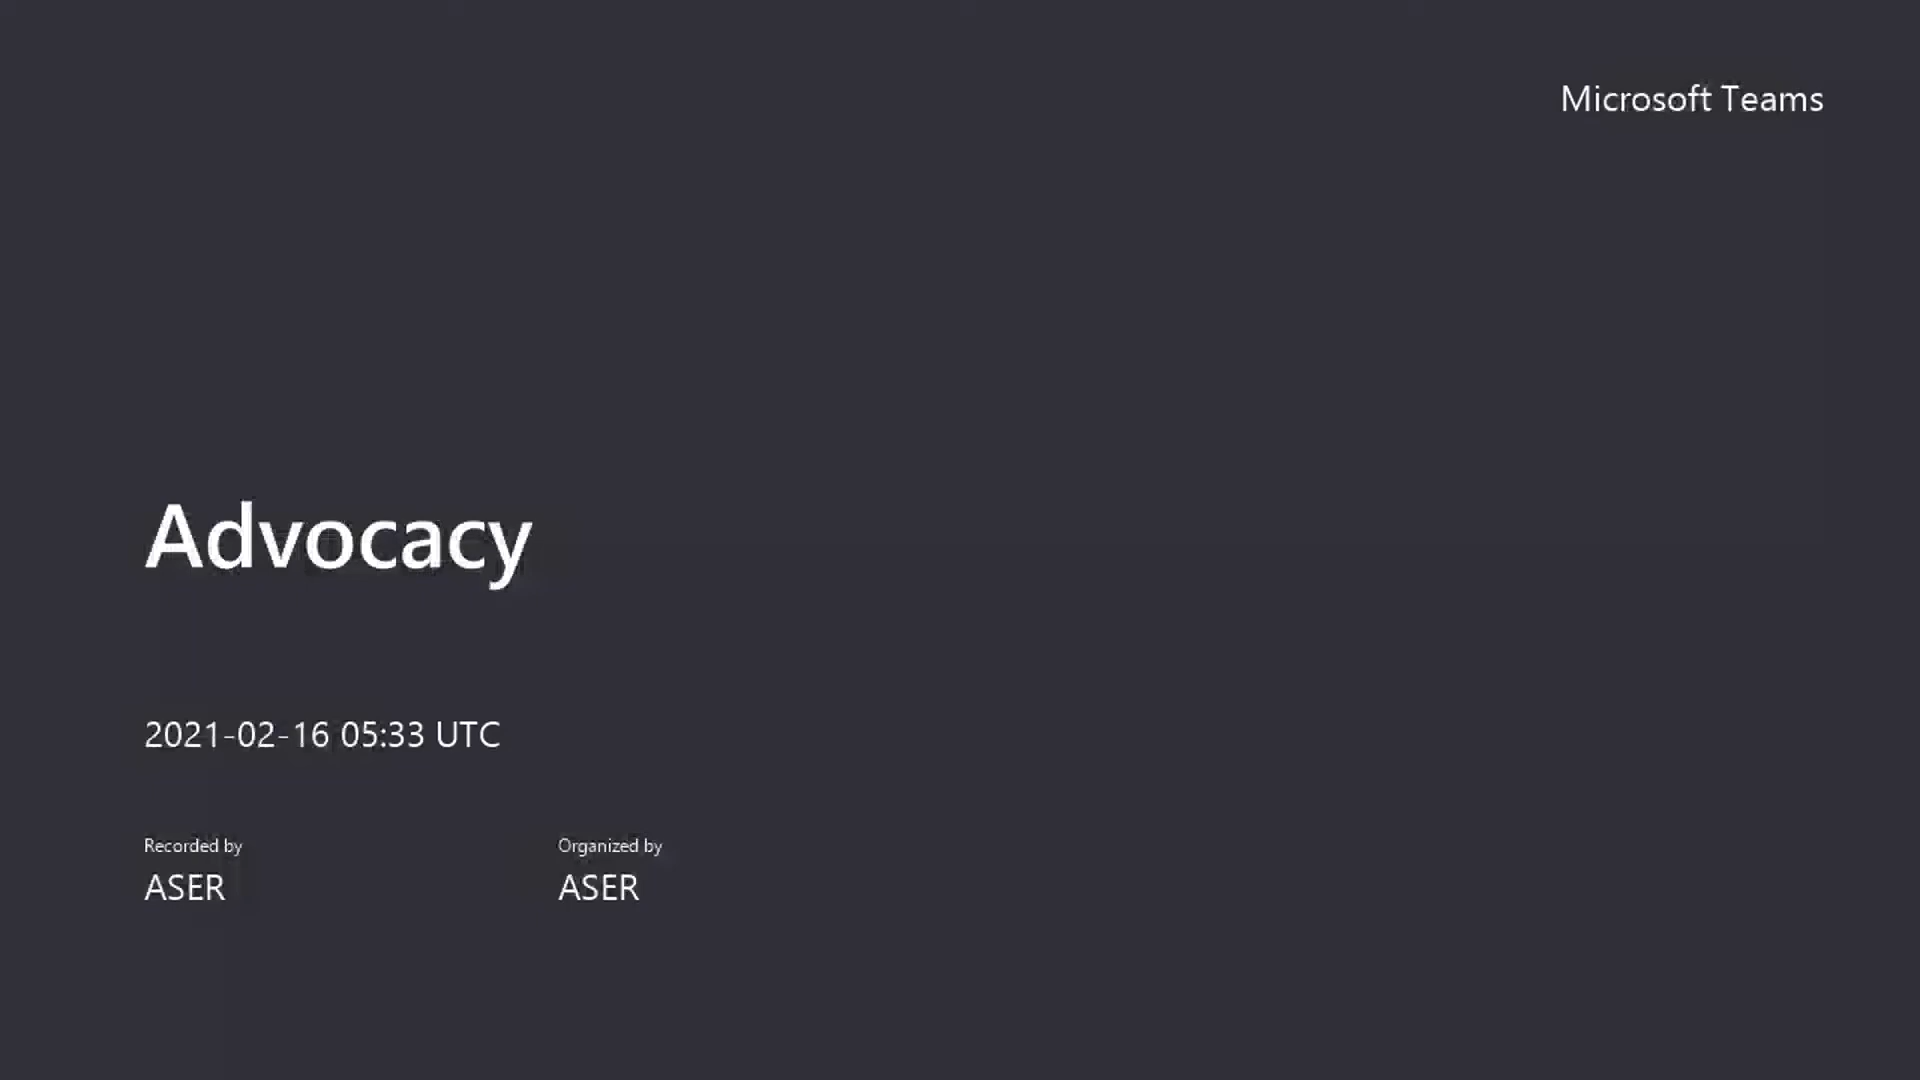 Microsoft Teams
Advocacy
2021-02-16 05:33 UTC
Recorded by
ASER
Organized by
ASER